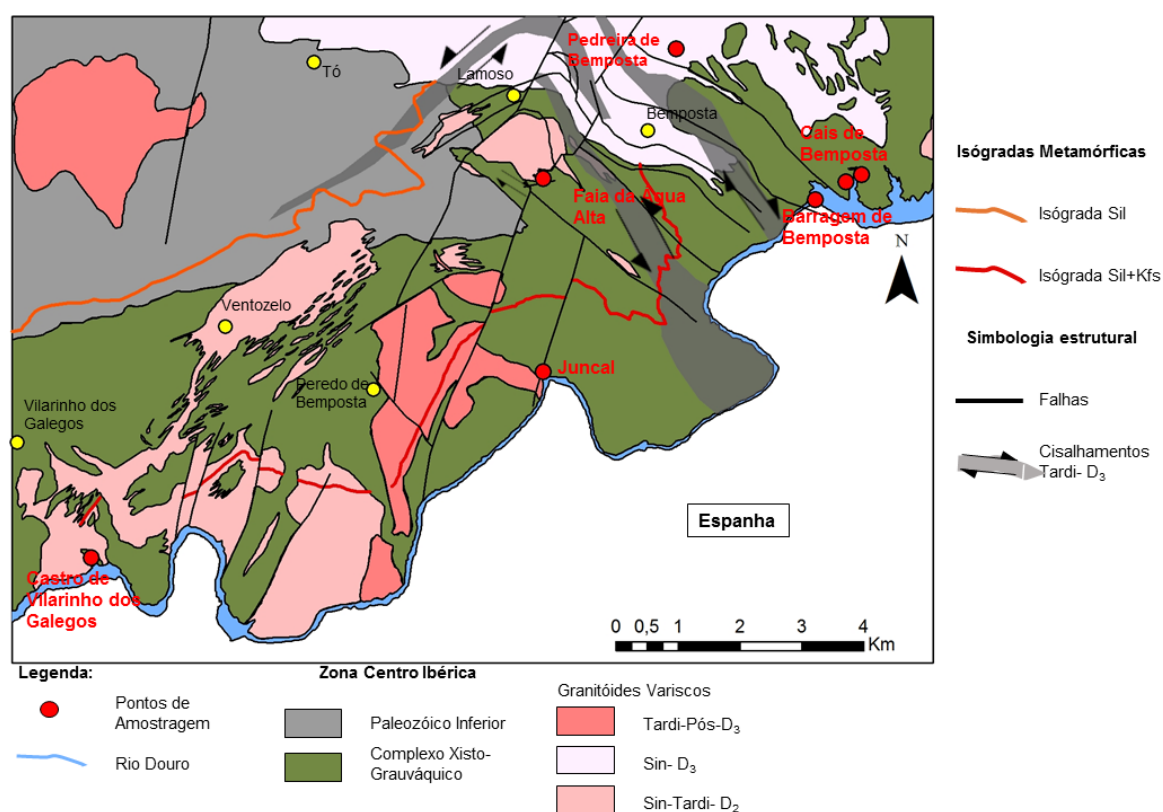 Pedreira de
Bemposta
Tó
Lamoso
Bemposta
Cais de
Bemposta
Faia da Água
Alta
Barragem de
Bemposta
N
Ventozelo
Juncal
Peredo de
Bemposta
Vilarinho dos
Galegos
Espanha
Castro de
Vilarinho dos
Galegos
0 0,5 1 2 3 4
Km
Isógradas Metamórficas
Isógrada Sil
Isógrada Sil+Kfs
Simbologia estrutural
Falhas
Cisalhamentos
Tardi- D3
Legenda:
Pontos de
Amostragem
Rio Douro
Zona Centro Ibérica
Paleozóico Inferior
Complexo Xisto-
Grauváquico
Granitóides Variscos
Tardi-Pós-D3
Sin- D3
Sin-Tardi- D2